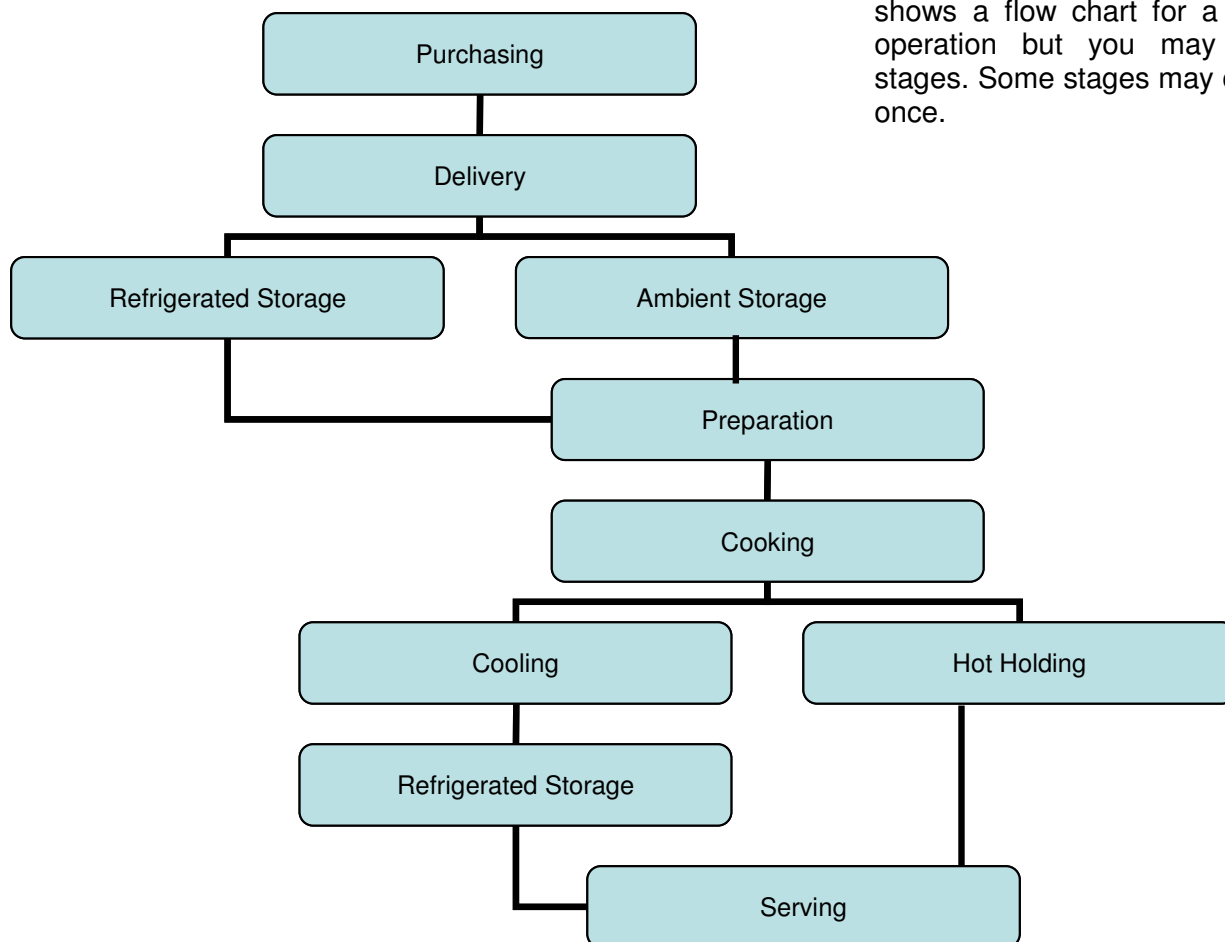 shows a flow chart for a
operation but you may
stages. Some stages may
once.
Purchasing
Delivery
Refrigerated Storage
Ambient Storage
Preparation
Cooking
Cooling
Hot Holding
Refrigerated Storage
Serving